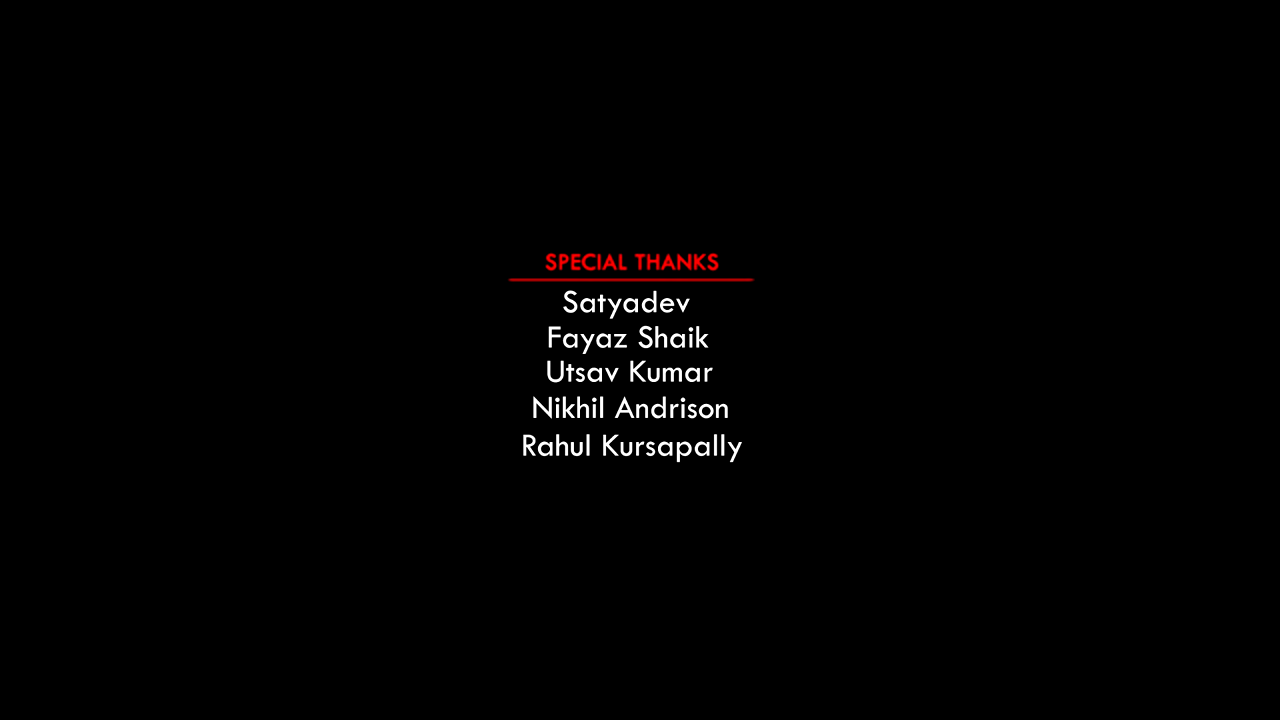 SPECIAL THANKS
Satyadev
Fayaz Shaik
Utsav Kumar
Nikhil Andrison
Rahul Kursapally